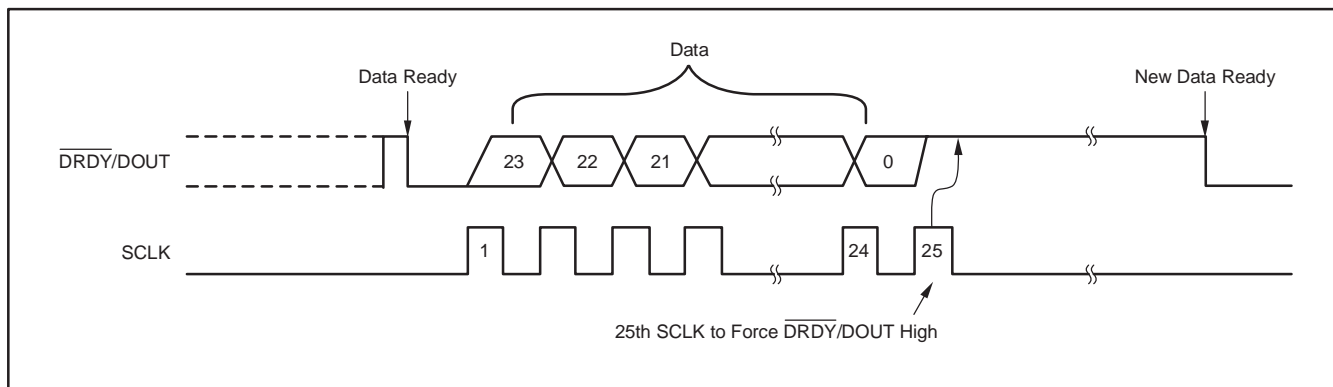 Data
Data Ready
New Data Ready
DRDY/DOUT
23
22
21
0
SCLK
1
24
25
25th SCLK to Force DRDY/DOUT High